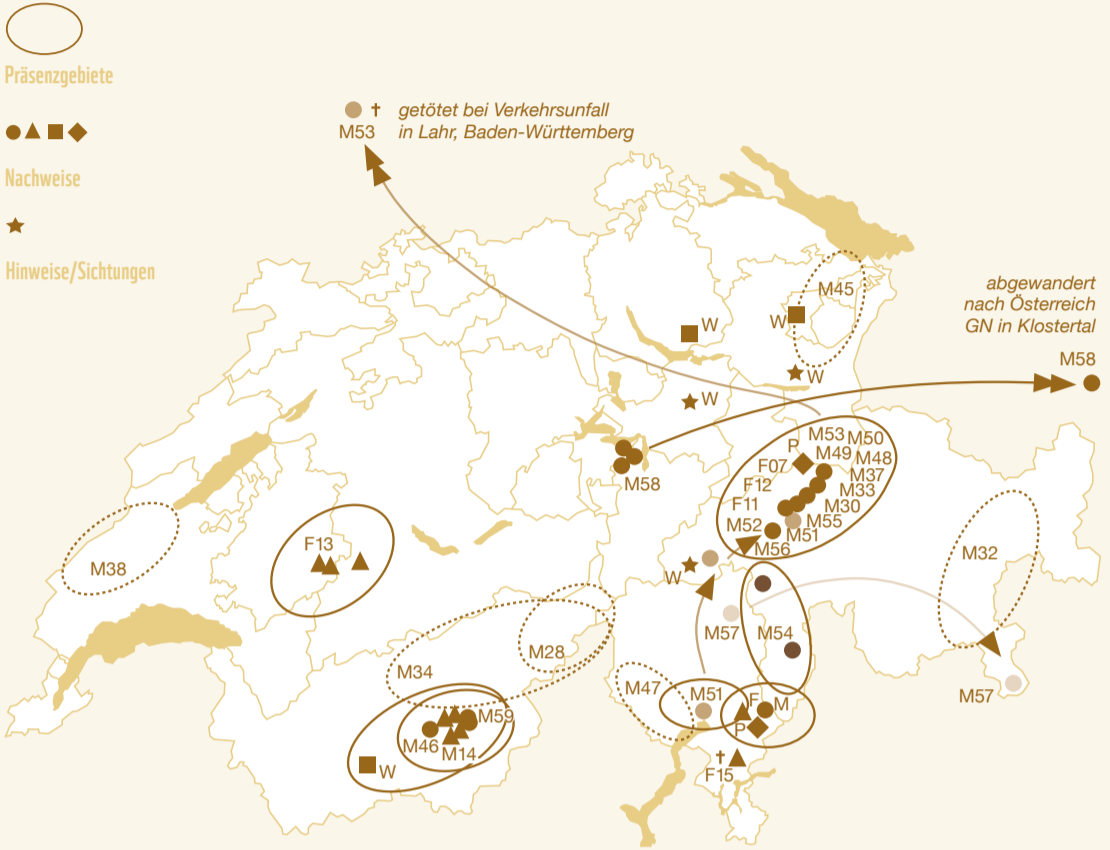 Präsenzgebiete
Nachweise
Hinweise/Sichtungen
† getötet bei Verkehrsunfall
M53 in Lahr, Baden-Württemberg
abgewandert
nach Österreich
GN in Klostertal
M58
M45
W
W
W
W
M58
P
M53
M50
M49
M48
F07
M37
F12
M33
F11
M30
M52
M55
M51
M56
W
M38
F13
M32
M57
M54
M28
M34
M47
M51
F
M
P
M57
M59
M46
M14
W
†
F15